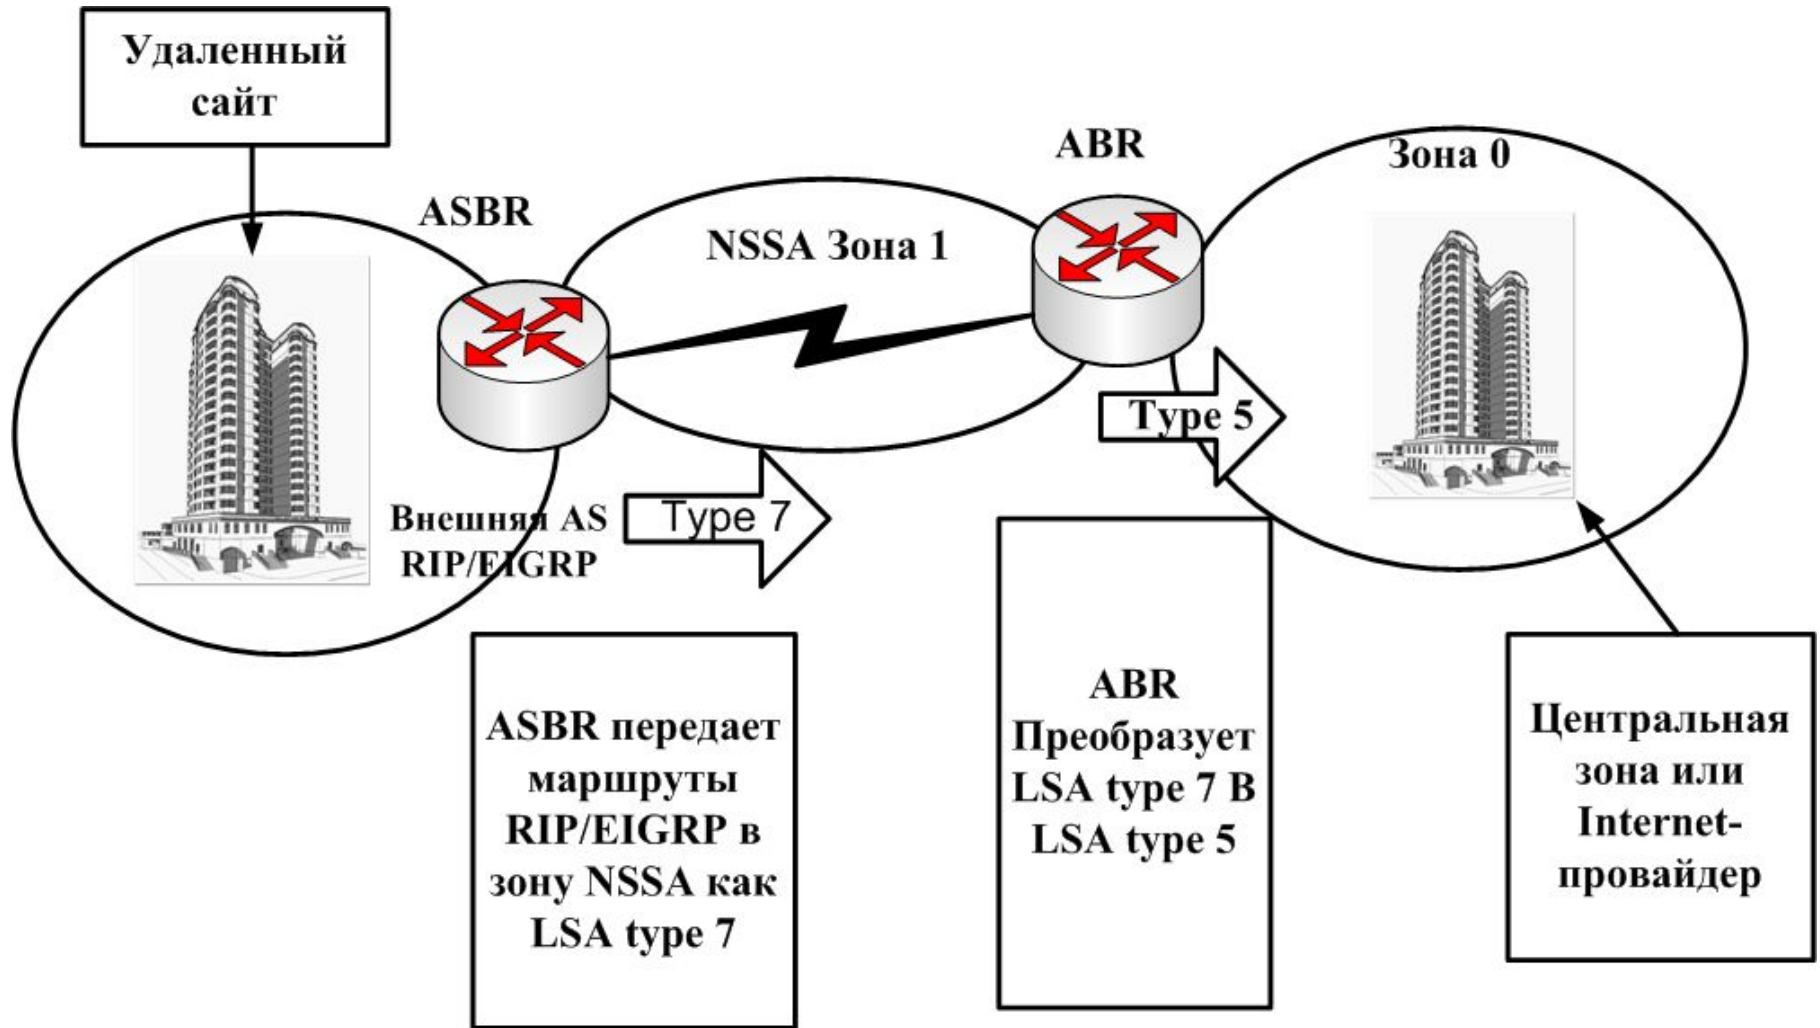 Удаленный
сайт
ASBR
ABR
Зона 0
NSSA Зона 1
Type 5
Внешняя AS
RIP/EIGRP
Type 7
ASBR передает
маршруты
RIP/EIGRP в
зону NSSA как
LSA type 7
ABR
Преобразует
LSA type 7 В
LSA type 5
Центральная
зона или
Internet-
провайдер